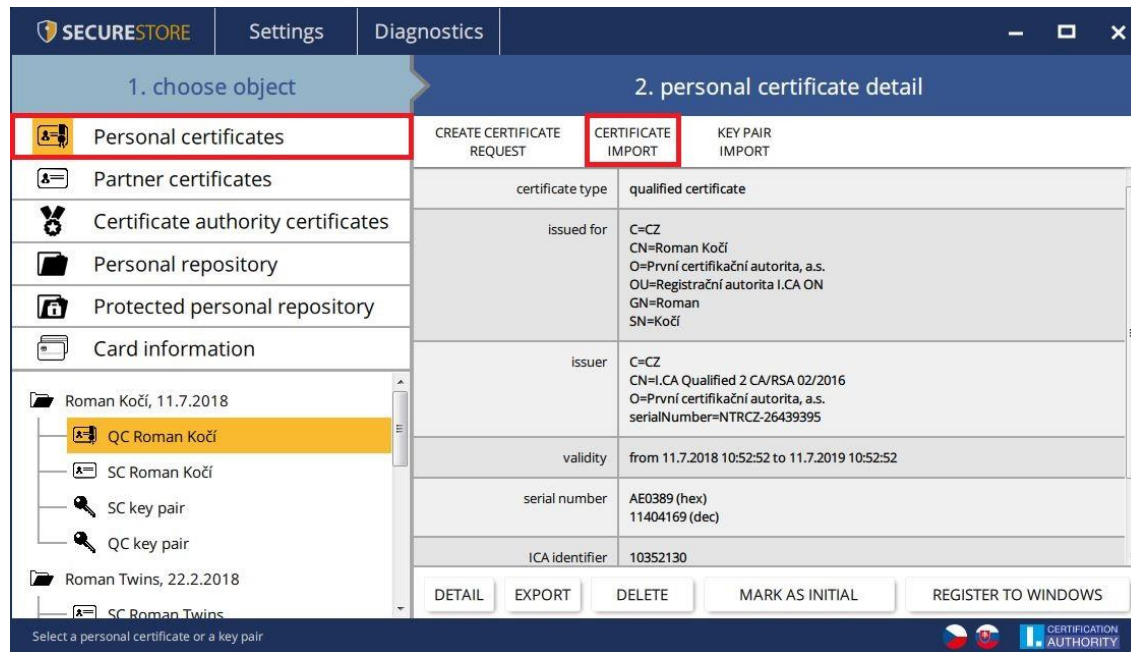 SECURESTORE
Settings
Diagnostics
1. choose object
2. personal certificate detail
Personal certificates
Partner certificates
Certificate authority certificates
Personal repository
Protected personal repository
Card information
Roman Kočí, 11.7.2018
QC Roman Kočí
SC Roman Kočí
SC key pair
QC key pair
Roman Twins, 22.2.2018
SC Roman Twins
CREATE CERTIFICATE
REQUEST
CERTIFICATE
IMPORT
KEY PAIR
IMPORT
certificate type
qualified certificate
issued for
C=CZ
CN=Roman Kočí
O=První certifikační autorita, a.s.
OU=Registrační autorita I.CA ON
GN=Roman
SN=Kočí
issuer
C=CZ
CN=I.CA Qualified 2 CA/RSA 02/2016
O=První certifikační autorita, a.s.
serialNumber=NTRCZ-26439395
validity
from 11.7.2018 10:52:52 to 11.7.2019 10:52:52
serial number
AE0389 (hex)
11404169 (dec)
ICA identifier
10352130
DETAIL
EXPORT
DELETE
MARK AS INITIAL
REGISTER TO WINDOWS
Select a personal certificate or a key pair
CERTIFICATION
AUTHORITY